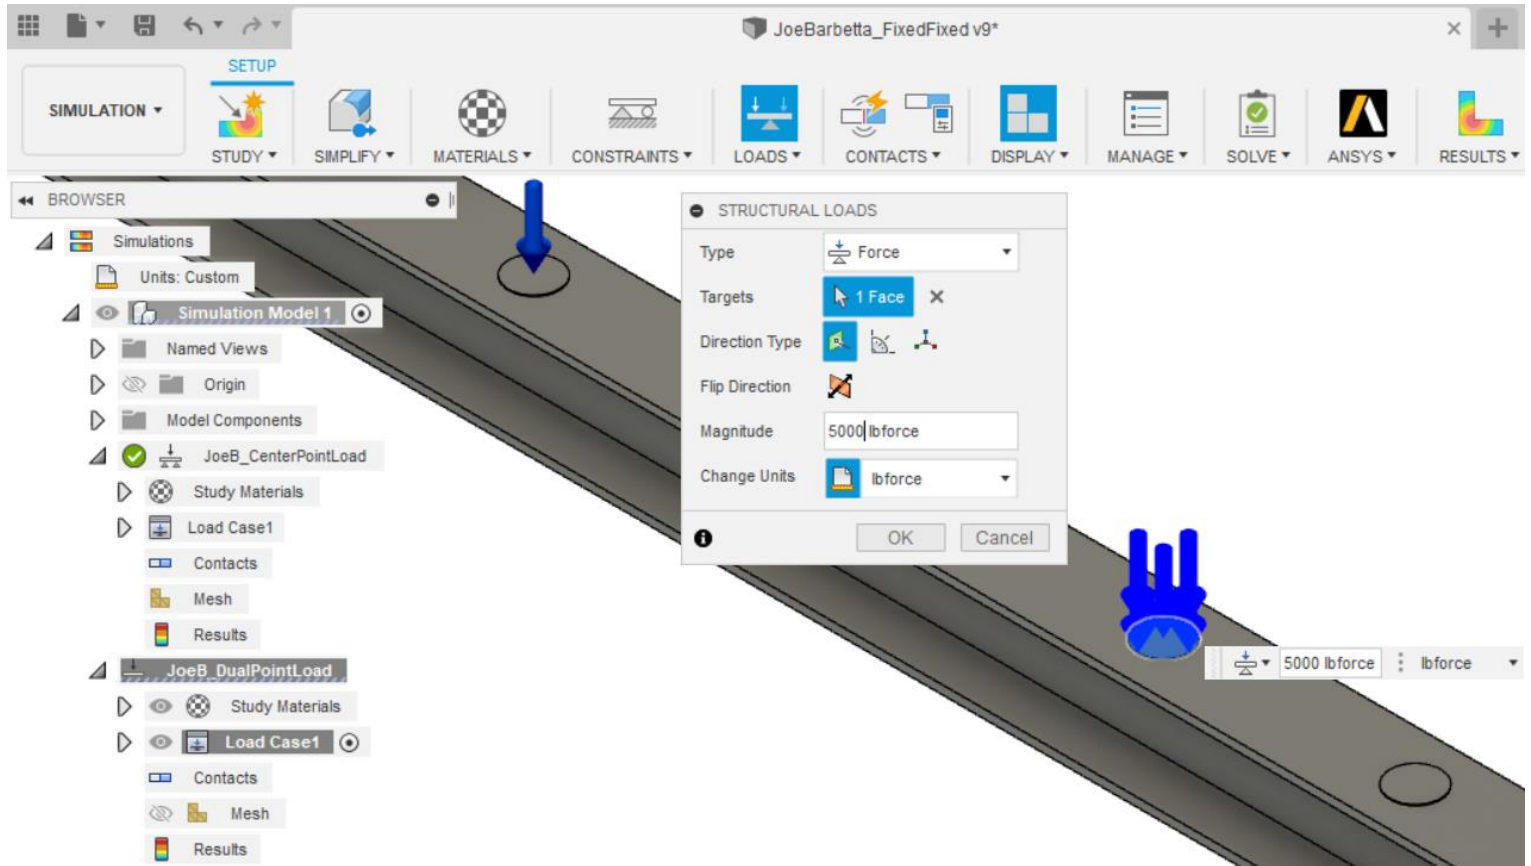 JoeBarbetta_FixedFixed v9*
SETUP
SIMULATION
STUDY
SIMPLIFY
MATERIALS
CONSTRAINTS
LOADS
CONTACTS
DISPLAY
MANAGE
SOLVE
ANSYS
RESULTS
BROWSER
Simulations
Units: Custom
Simulation Model 1
Named Views
Origin
Model Components
JoeB_CenterPointLoad
Study Materials
Load Case1
Contacts
Mesh
Results
JoeB_DualPointLoad
Study Materials
Load Case1
Contacts
Mesh
Results
STRUCTURAL LOADS
Type Force
Targets 1 Face
Direction Type
Flip Direction
Magnitude 5000 lbforce
Change Units lbforce
OK Cancel
5000 lbforce lbforce